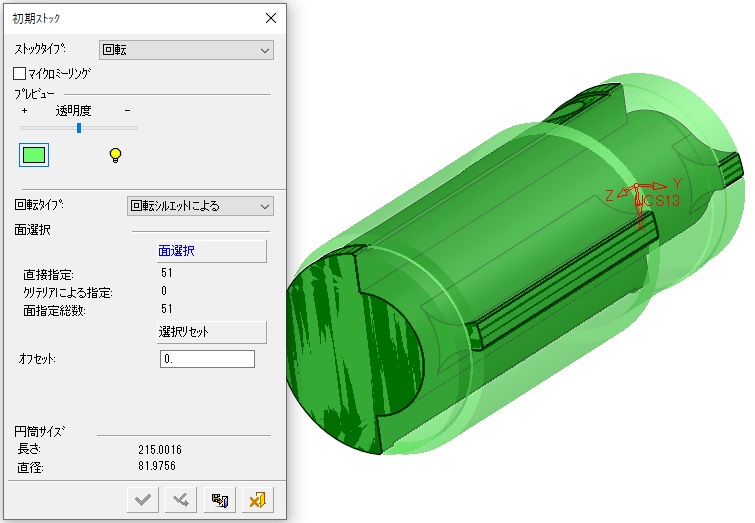 初期ｽﾄｯｸ
ｽﾄｯｸﾀｲﾌﾟ: 回転
ﾏｲｸﾛﾐｰﾘﾝｸﾞ
ﾌﾟﾚﾋﾞｭｰ
+ 透明度 -
回転ﾀｲﾌﾟ: 回転ｼﾙｴｯﾄによる
面選択
面選択
直接指定: 51
ｸﾘﾃﾘｱによる指定: 0
面指定総数: 51
選択ﾘｾｯﾄ
ｵﾌｾｯﾄ: 0.
円筒ｻｲｽﾞ
長さ: 215.0016
直径: 81.9756
Z Y
UCS13